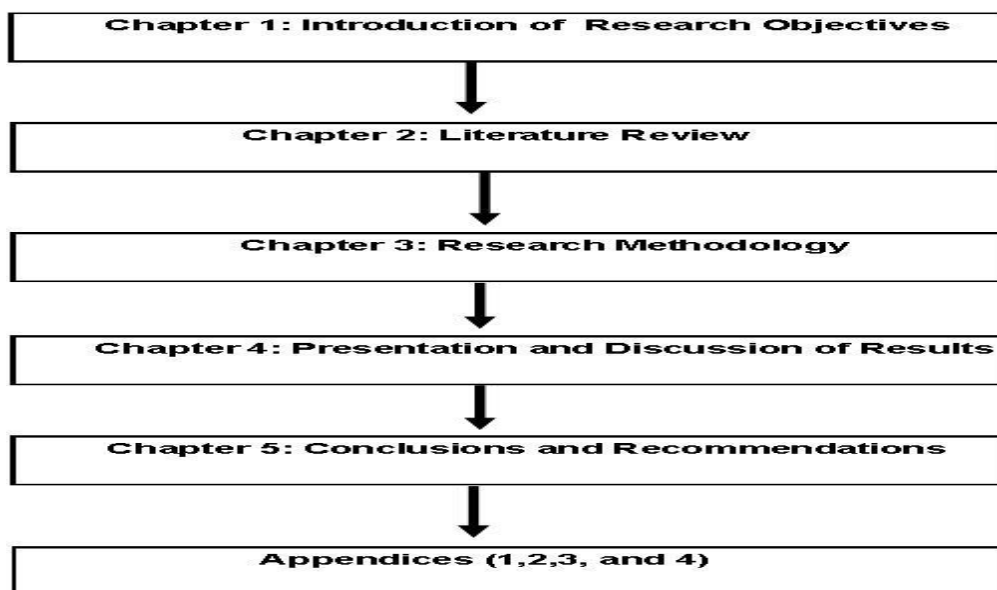 Chapter 1: Introduction of Research Objectives
Chapter 2: Literature Review
Chapter 3: Research Methodology
Chapter 4: Presentation and Discussion of Results
Chapter 5: Conclusions and Recommendations
Appendices (1,2,3, and 4)